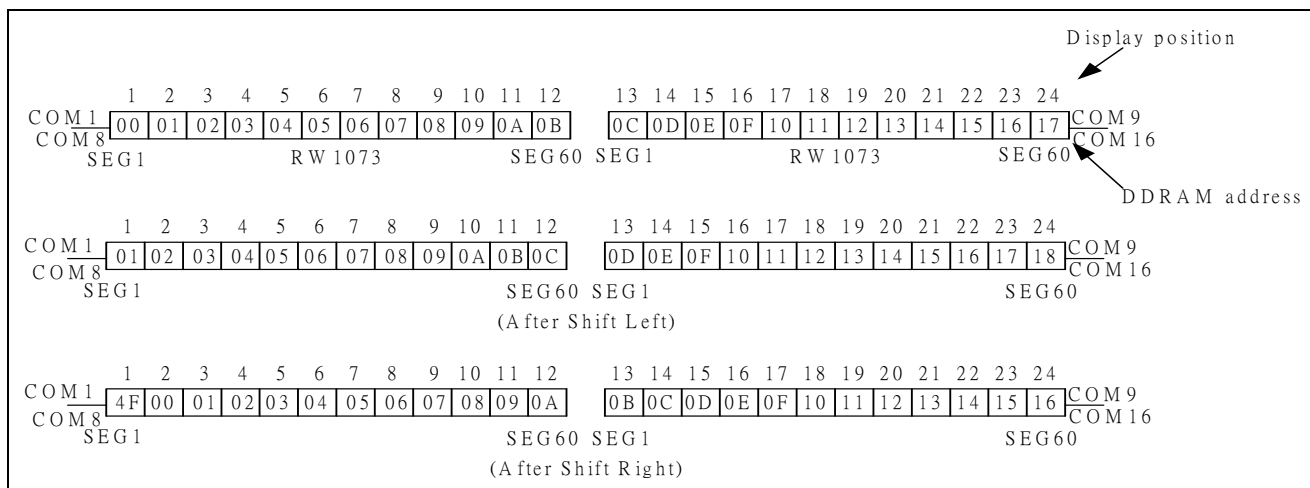 Display position
1 2 3 4 5 6 7 8 9 10 11 12 13 14 15 16 17 18 19 20 21 22 23 24
COM1 00 01 02 03 04 05 06 07 08 09 0A 0B 0C 0D 0E 0F 10 11 12 13 14 15 16 17 COM9
COM8 COM16
SEG1 RW1073 SEG60 SEG1 RW1073 SEG60
DDRAM address
1 2 3 4 5 6 7 8 9 10 11 12 13 14 15 16 17 18 19 20 21 22 23 24
COM1 01 02 03 04 05 06 07 08 09 0A 0B 0C 0D 0E 0F 10 11 12 13 14 15 16 17 18 COM9
COM8 COM16
SEG1 SEG60 SEG1 SEG60
(After Shift Left)
1 2 3 4 5 6 7 8 9 10 11 12 13 14 15 16 17 18 19 20 21 22 23 24
COM1 4F 00 01 02 03 04 05 06 07 08 09 0A 0B 0C 0D 0E 0F 10 11 12 13 14 15 16 COM9
COM8 COM16
SEG1 SEG60 SEG1 SEG60
(After Shift Right)